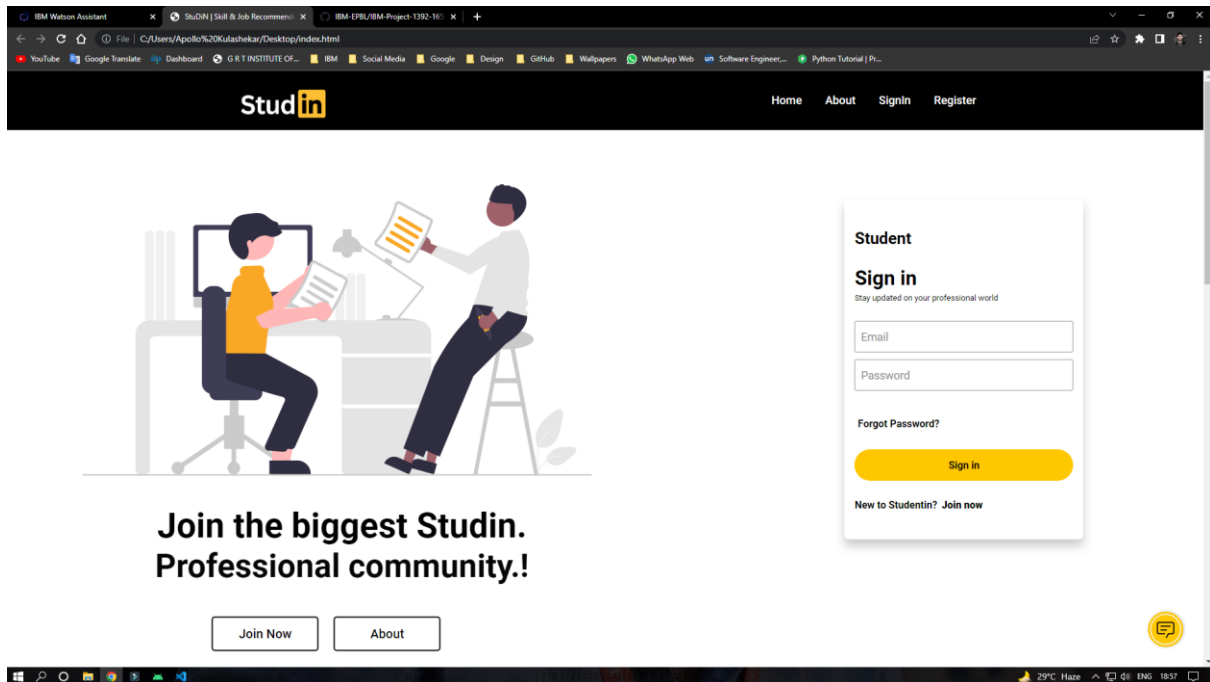 IBM Watson Assistant
StuDiN | Skill & Job Recommend
IBM-EPBL/IBM-Project-1392-165
File | C:/Users/Apollo%20Kulashekar/Desktop/index.html
YouTube Google Translate Dashboard G R T INSTITUTE OF... IBM Social Media Google Design GitHub Wallpapers WhatsApp Web Software Engineer,... Python Tutorial | Pr...
Studin
Home About SignIn Register
Student
Sign in
Stay updated on your professional world
Email
Password
Forgot Password?
Sign in
New to Studentin? Join now
Join the biggest Studin.
Professional community.!
Join Now About
29°C Haze ENG 18:57